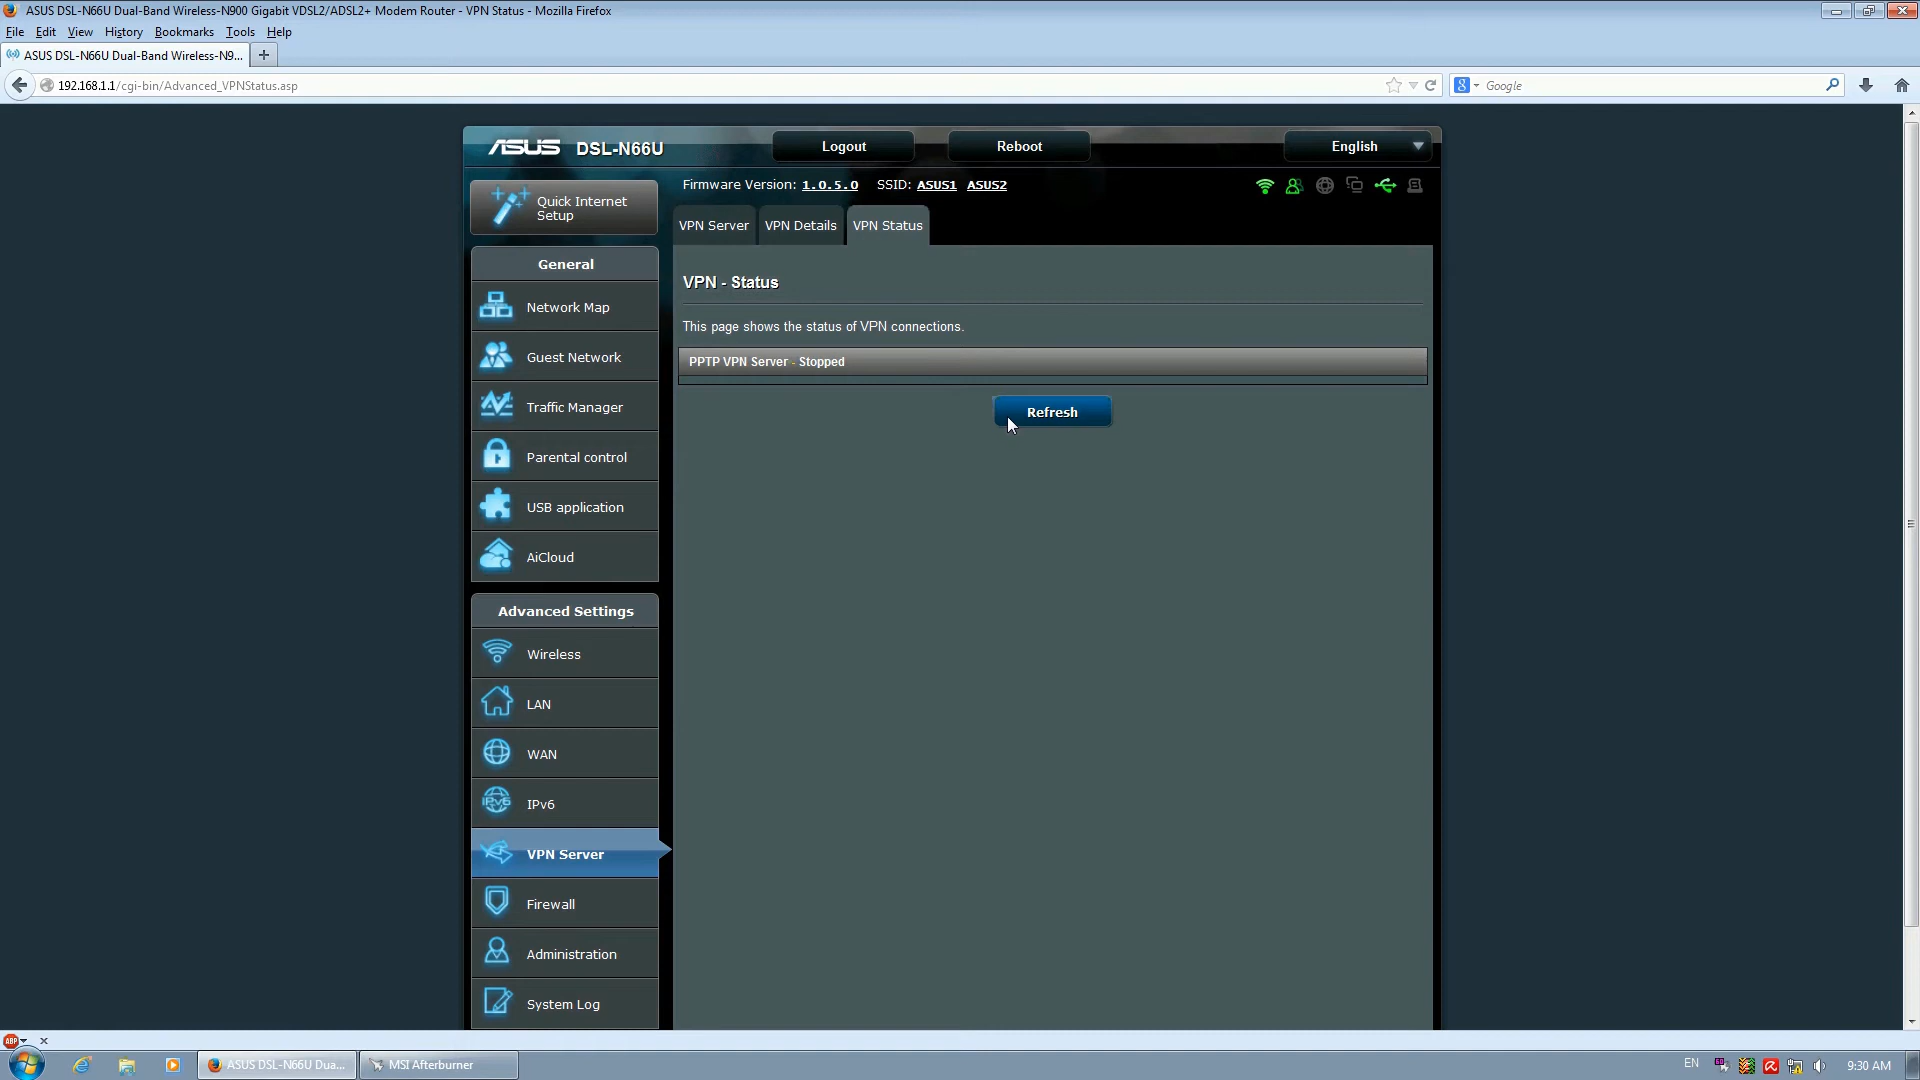 ASUS DSL-N66U Dual-Band Wireless-N900 Gigabit VDSL2/ADSL2+ Modem Router - VPN Status - Mozilla Firefox
File Edit View History Bookmarks Tools Help
ASUS DSL-N66U Dual-Band Wireless-N9...
192.168.1.1/cgi-bin/Advanced_VPNStatus.asp
Google
ASUS DSL-N66U
Logout
Reboot
English
Quick Internet
Setup
Firmware Version: 1.0.5.0 SSID: ASUS1 ASUS2
VPN Server
VPN Details
VPN Status
General
Network Map
Guest Network
Traffic Manager
Parental control
USB application
AiCloud
VPN - Status
This page shows the status of VPN connections.
PPTP VPN Server - Stopped
Refresh
Advanced Settings
Wireless
LAN
WAN
IPv6
IPv6
VPN Server
Firewall
Administration
System Log
ABP
ASUS DSL-N66U Dua...
MSI Afterburner
EN
9:30 AM